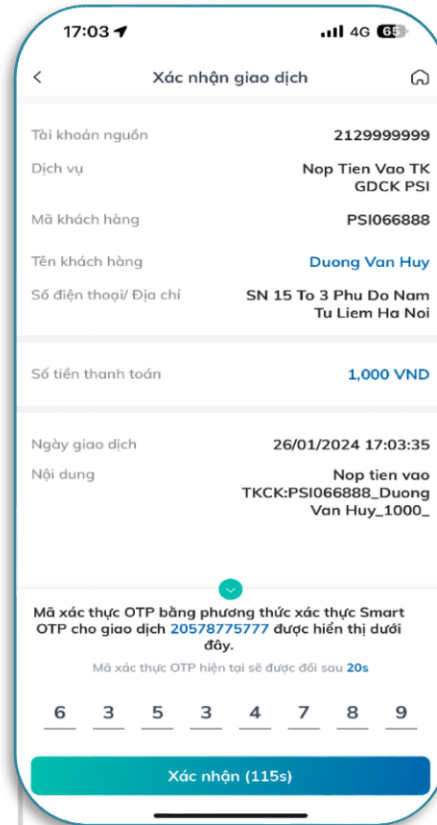 17:03 4G 65
Xác nhận giao dịch
Tài khoản nguồn 2129999999
Dịch vụ Nop Tien Vao TK
GDCK PSI
Mã khách hàng PSI066888
Tên khách hàng Duong Van Huy
Số điện thoại/ Địa chỉ SN 15 To 3 Phu Do Nam
Tu Liem Ha Noi
Số tiền thanh toán 1,000 VND
Ngày giao dịch 26/01/2024 17:03:35
Nội dung Nop tien vao
TKCK:PSI066888_Duong
Van Huy_1000_
Mã xác thực OTP bằng phương thức xác thực Smart
OTP cho giao dịch 20578775777 được hiển thị dưới
đây.
Mã xác thực OTP hiện tại sẽ được đổi sau 20s
6 3 5 3 4 7 8 9
Xác nhận (115s)